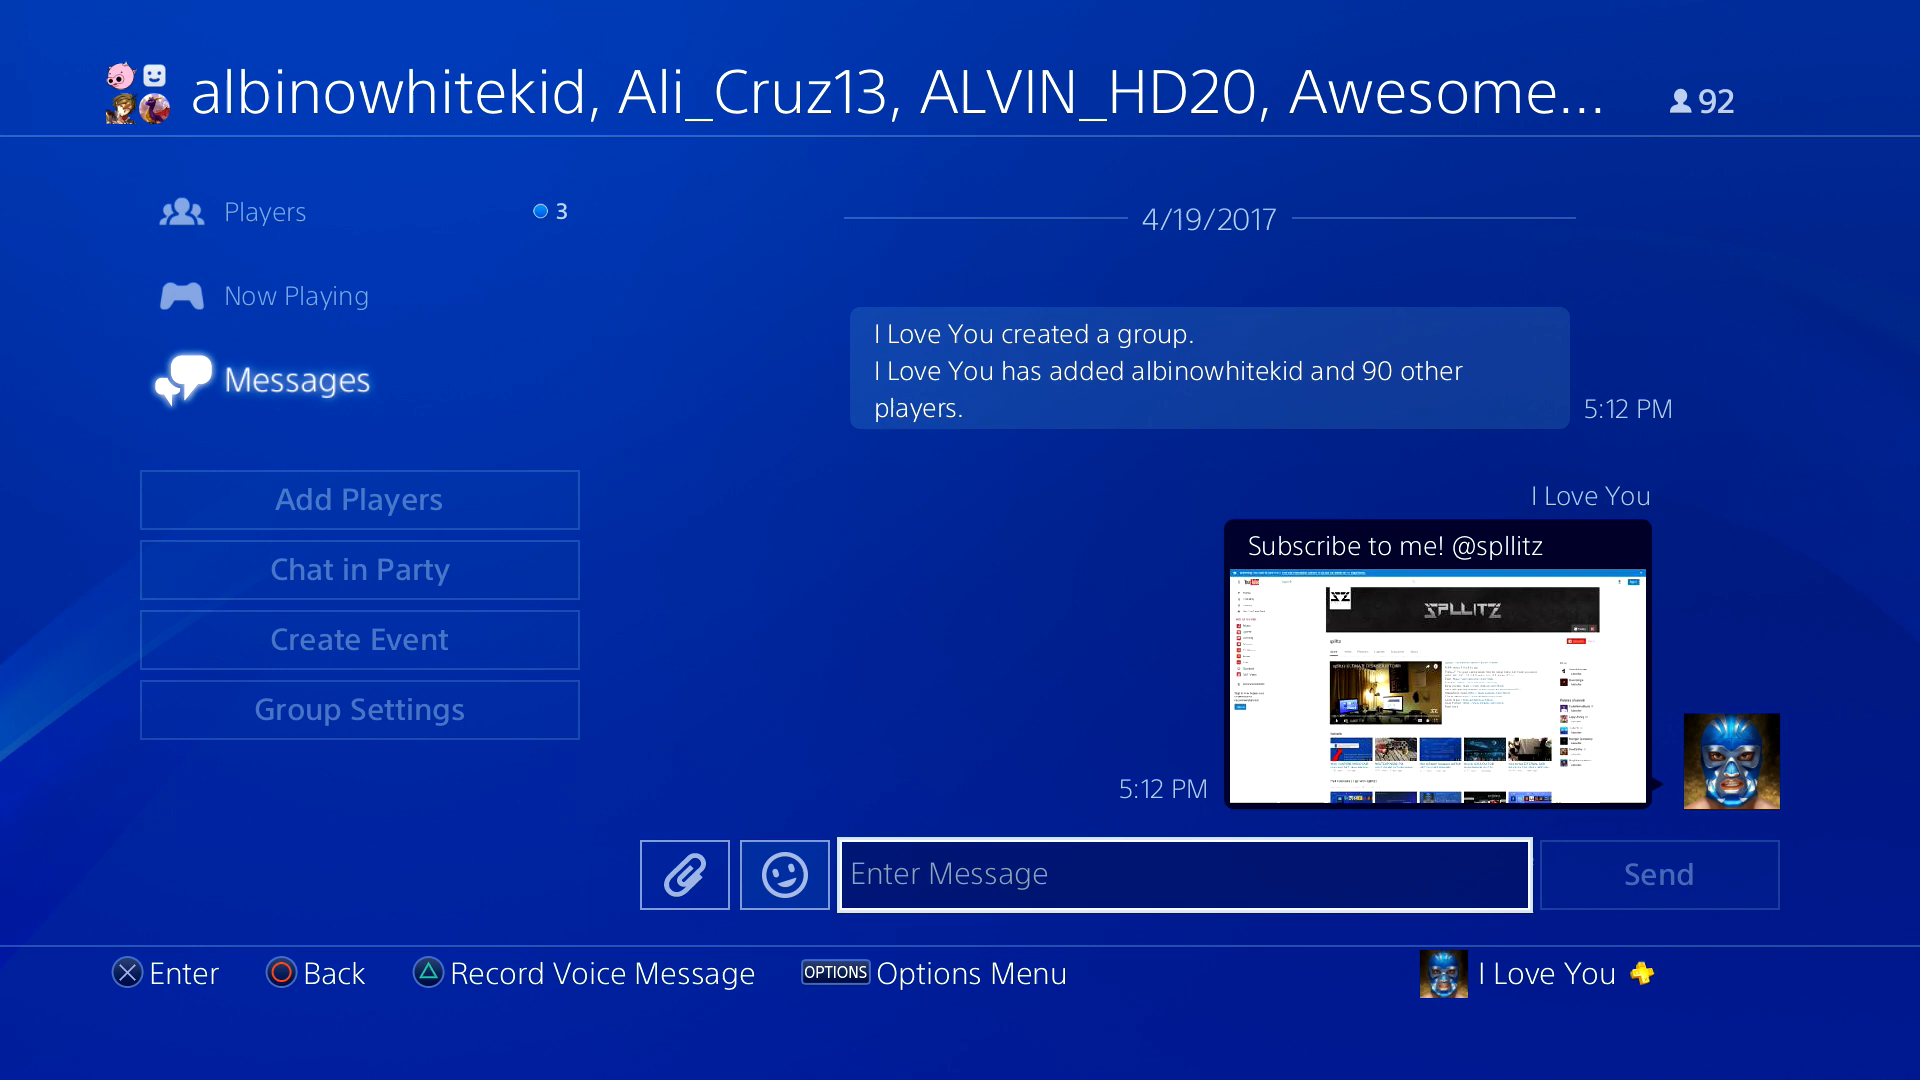 albinowhitekid, Ali_Cruz13, ALVIN_HD20, Awesome...
92
Players
3
Now Playing
Messages
Add Players
Chat in Party
Create Event
Group Settings
4/19/2017
I Love You created a group.
I Love You has added albinowhitekid and 90 other
players.
5:12 PM
I Love You
Subscribe to me! @spllitz
SPLLITZ
5:12 PM
Enter Message
Send
Enter
Back
Record Voice Message
OPTIONS
Options Menu
I Love You